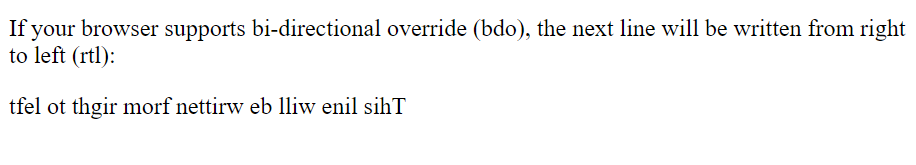 If your browser supports bi-directional override (bdo), the next line will be written from right
to left (rtl):
tfel ot thgir morf nettirw eb lliw enil sihT